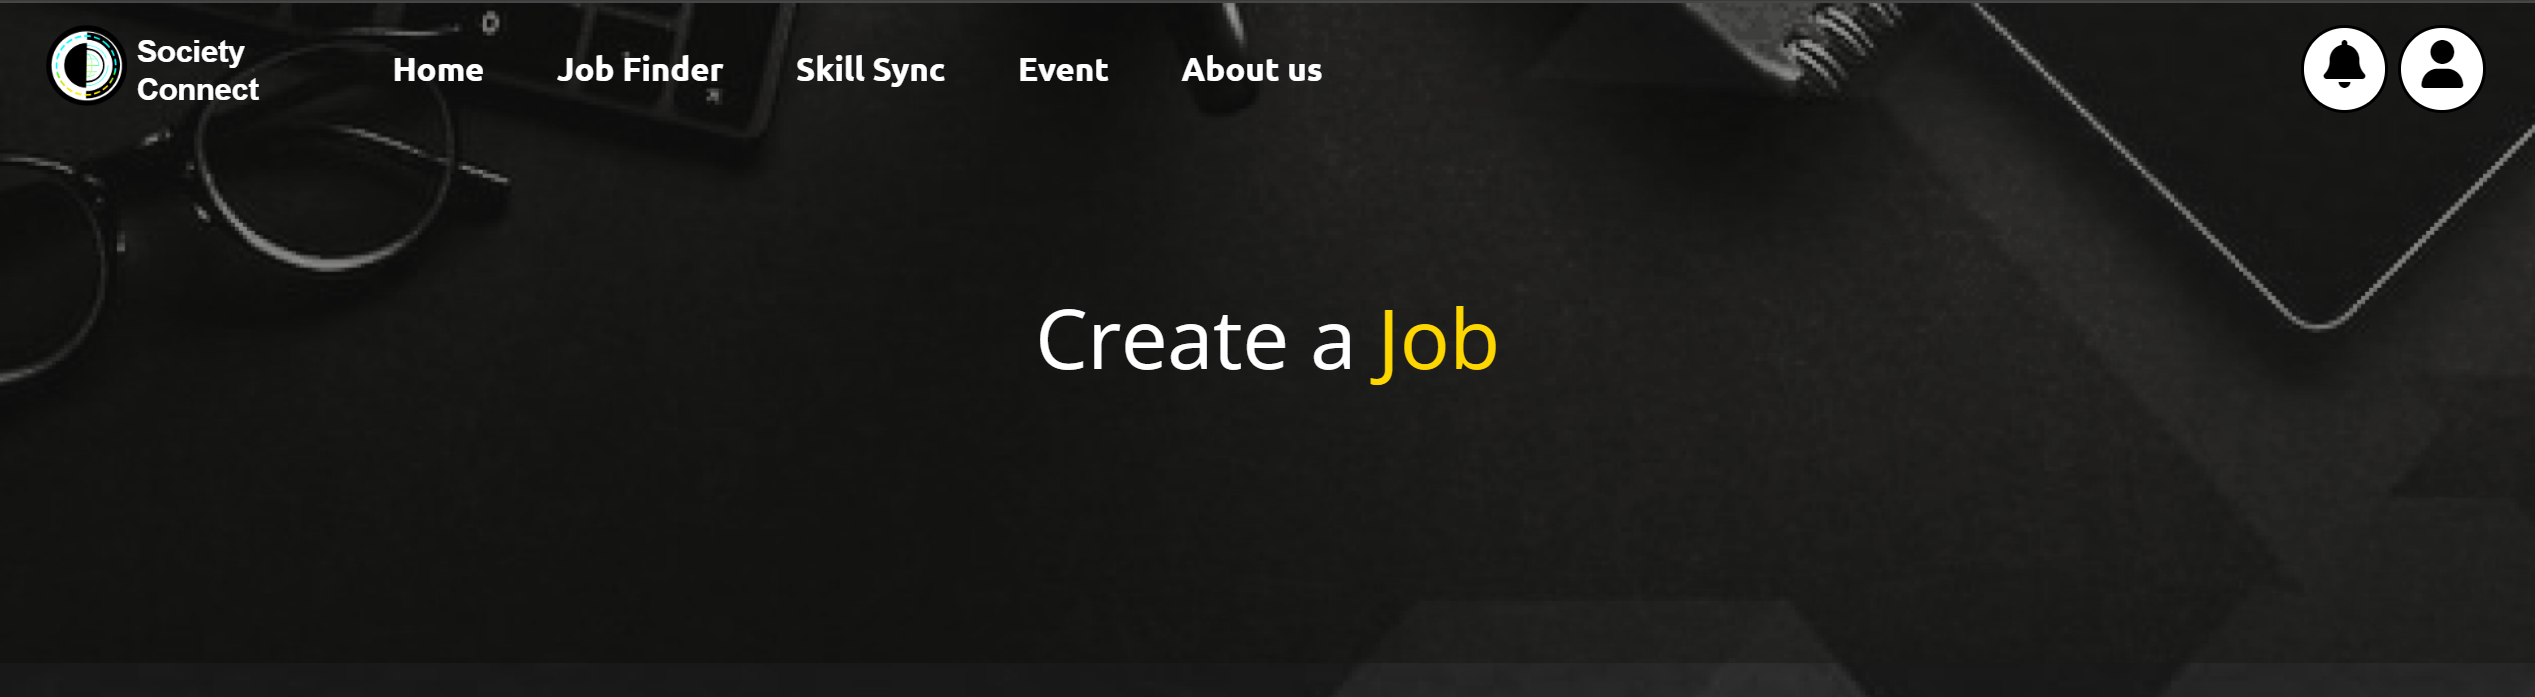 Society
Connect
Home Job Finder Skill Sync Event About us
Create a Job